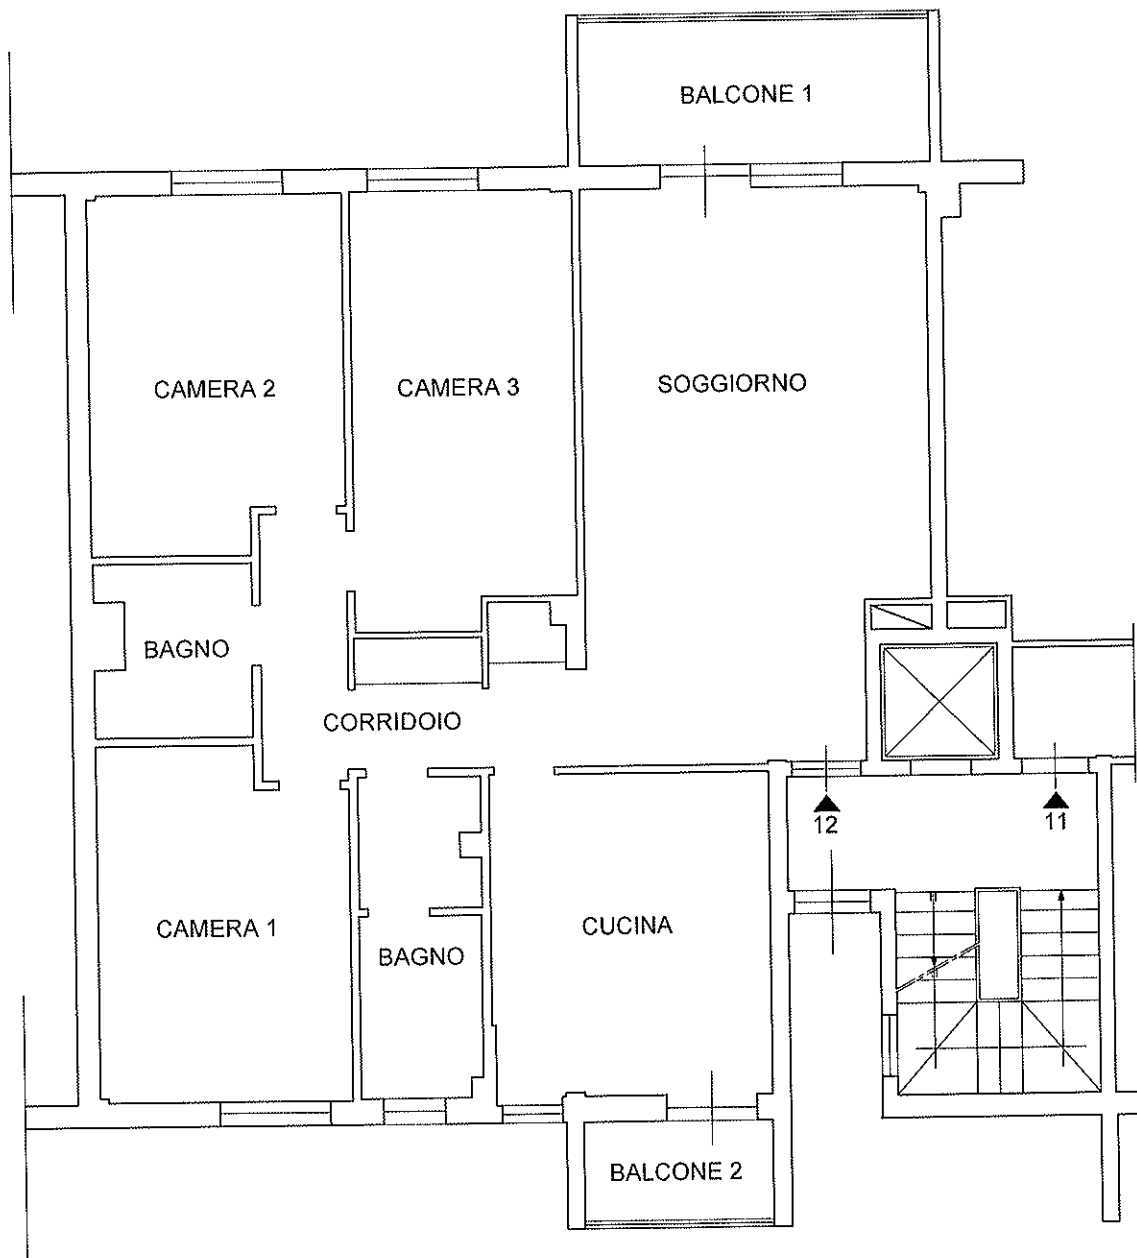 BALCONE 1
CAMERA 2
CAMERA 3
SOGGIORNO
BAGNO
CORRIDOIO
12
11
CAMERA 1
BAGNO
CUCINA
BALCONE 2